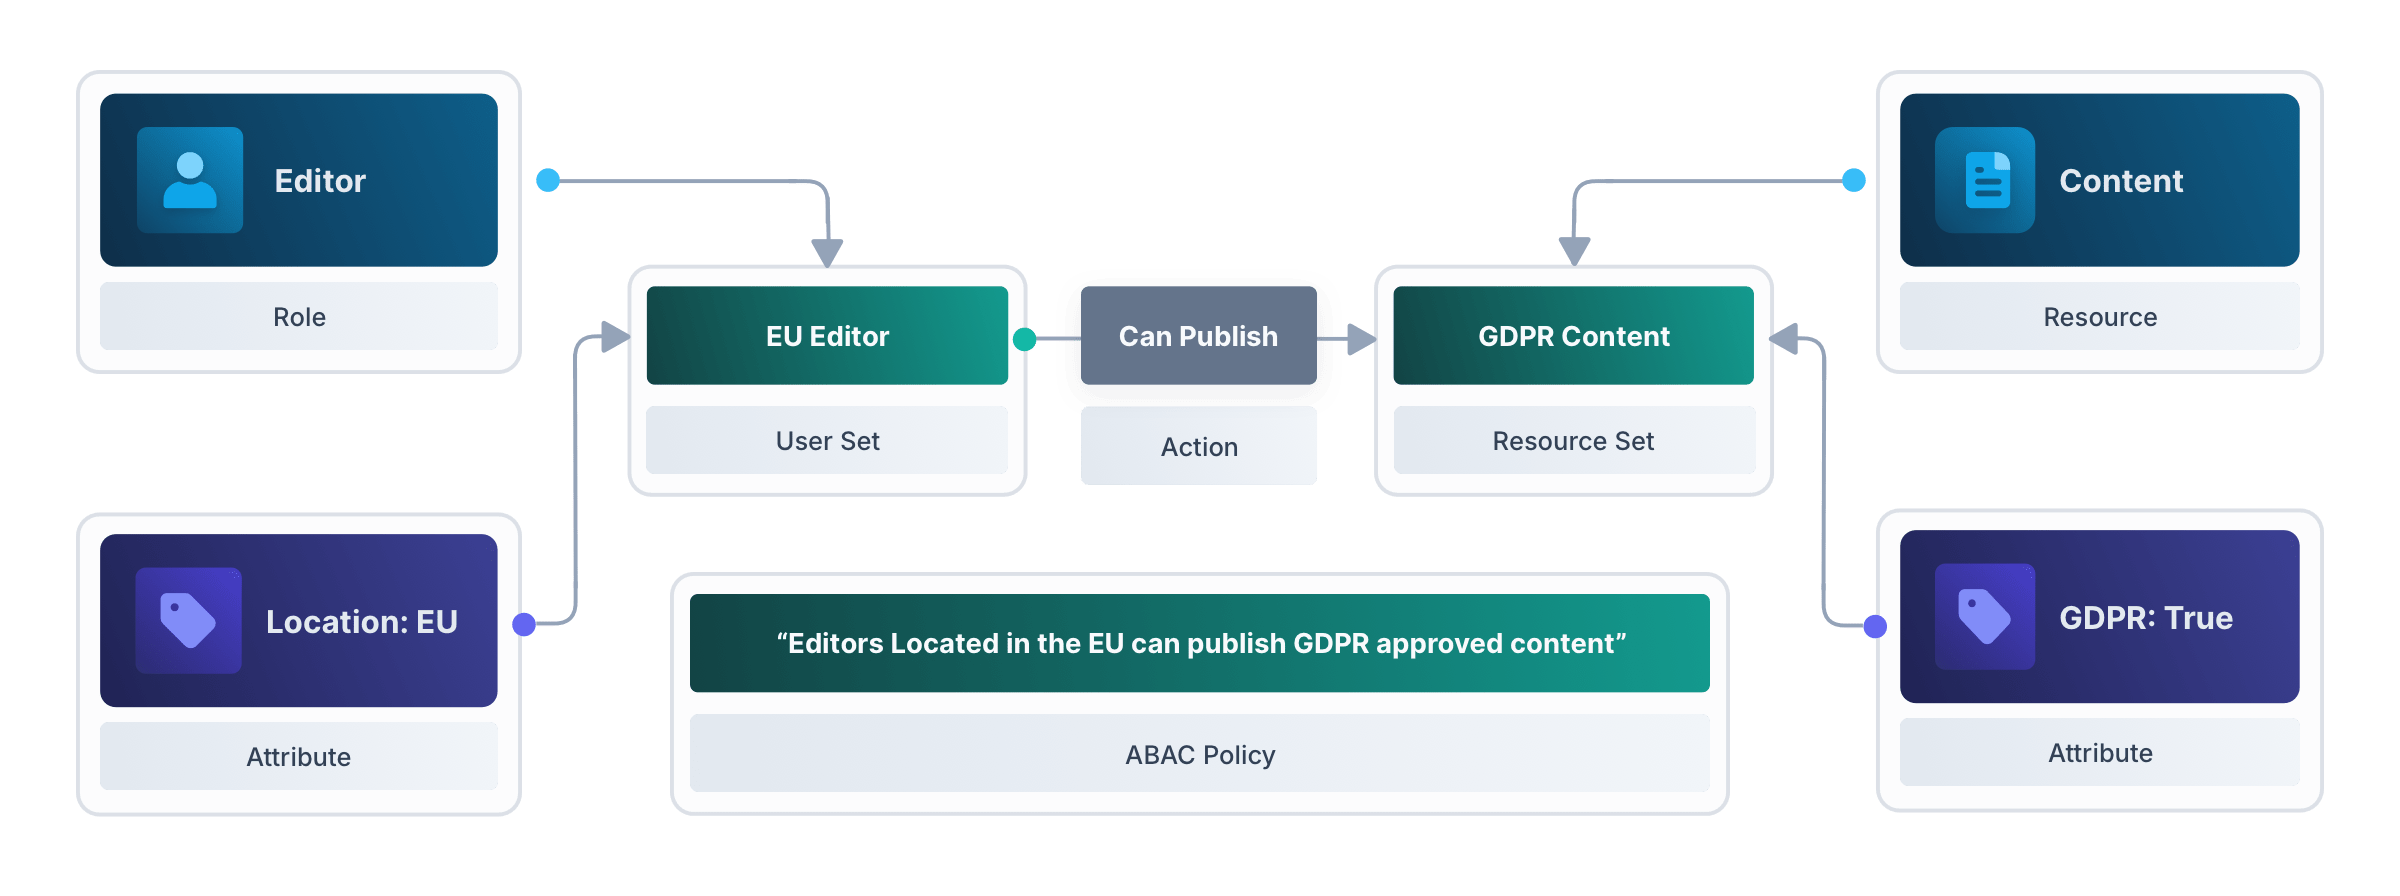 Editor
Role
Content
Resource
EU Editor
User Set
Can Publish
Action
GDPR Content
Resource Set
Location: EU
Attribute
“Editors Located in the EU can publish GDPR approved content”
ABAC Policy
GDPR: True
Attribute